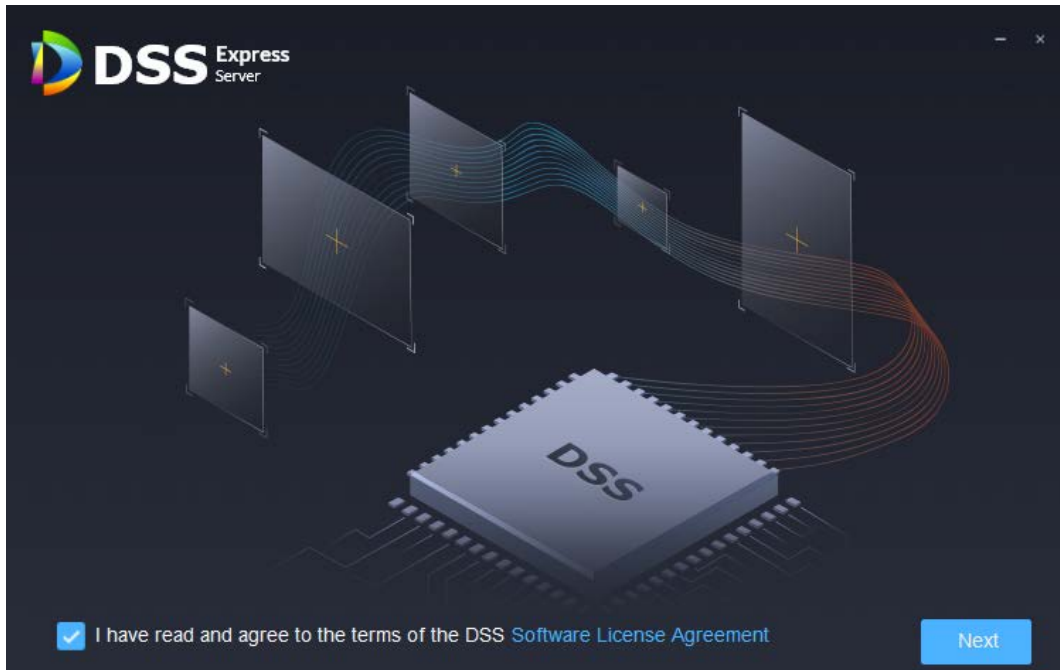 DSS Express
Server
DSS
I have read and agree to the terms of the DSS Software License Agreement
Next